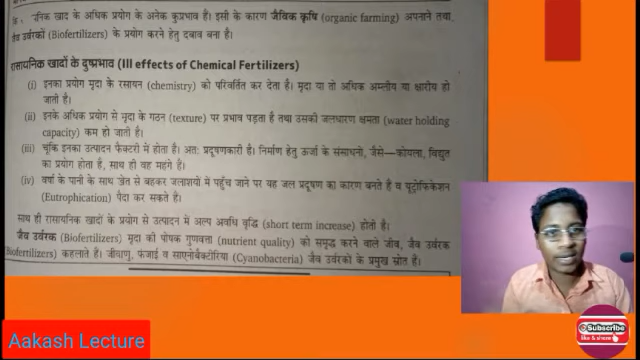 रासायनिक खाद के अधिक प्रयोग के अनेक कुप्रभाव हैं। इसी के कारण जैविक कृषि (organic farming) अपनाने तथा
जैव उर्वरकों (Biofertilizers) के प्रयोग करने हेतु दबाव बना है।
रासायनिक खादों के दुष्प्रभाव (Ill effects of Chemical Fertilizers)
(i) इनका प्रयोग मृदा के रसायन (chemistry) को परिवर्तित कर देता है। मृदा या तो अधिक अम्लीय या क्षारीय हो
जाती है।
(ii) इनके अधिक प्रयोग से मृदा के गठन (texture) पर प्रभाव पड़ता है तथा उसकी जलधारण क्षमता (water holding
capacity) कम हो जाती है।
(iii) चूंकि इनका उत्पादन फैक्टरी में होता है। अतः प्रदूषणकारी है। निर्माण हेतु ऊर्जा के संसाधनों, जैसे—कोयला, विद्युत
का प्रयोग होता है, साथ ही वह महंगे है।
(iv) वर्षा के पानी के साथ खेत से बहकर जलाशयों में पहुँच जाने पर यह जल प्रदूषण का कारण बनते हैं व यूट्रोफिकेशन
(Eutrophication) पैदा कर सकते है।
साथ ही रासायनिक खादों के प्रयोग से उत्पादन में अल्प अवधि वृद्धि (short term increase) होती है।
जैव उर्वरक (Biofertilizers) मृदा की पोषक गुणवत्ता (nutrient quality) को समृद्ध करने वाले जीव, जैव उर्वरक
(Biofertilizers) कहलाते हैं। जीवाणु, फंजाई व सायनोबैक्टीरिया (Cyanobacteria) जैव उर्वरकों के प्रमुख स्रोत हैं।
Aakash Lecture
Subscribe
like & share